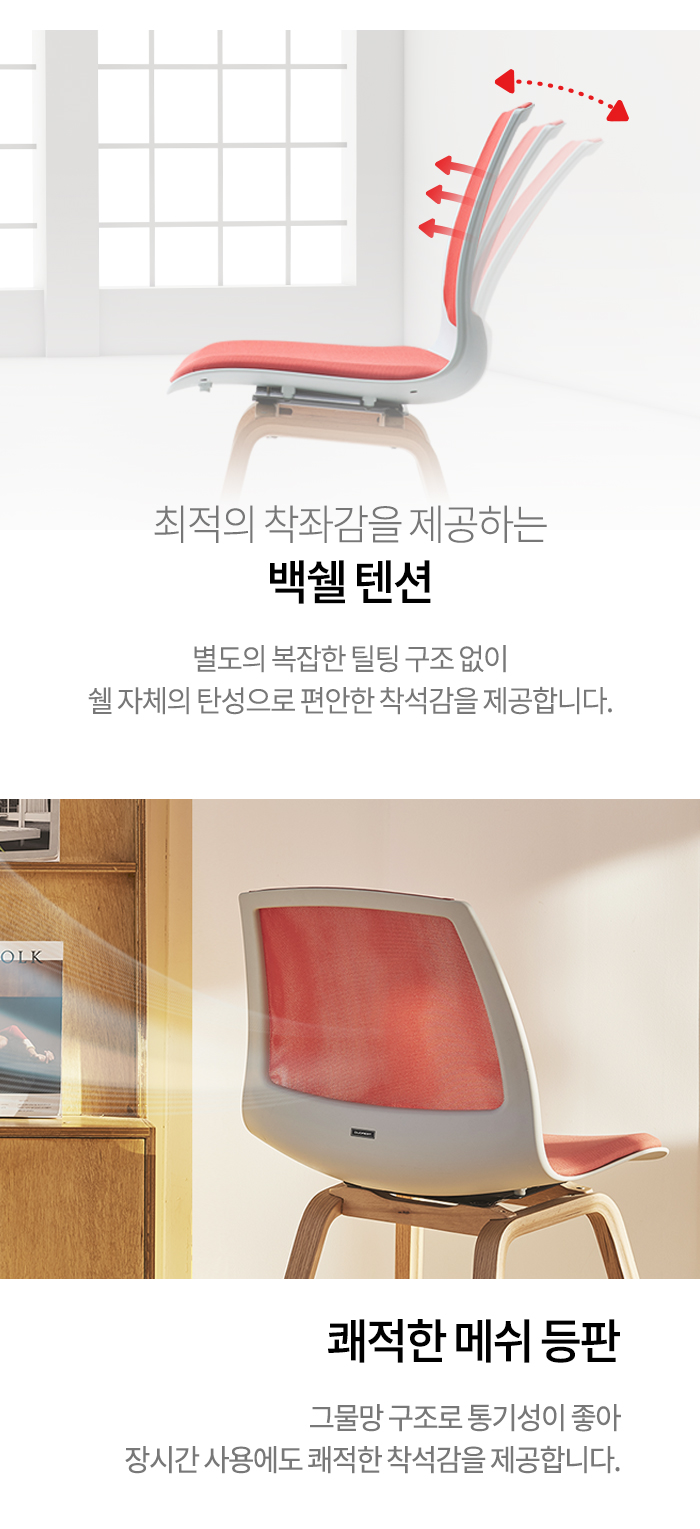 최적의 착좌감을 제공하는
백쉘 텐션
별도의 복잡한 틸팅 구조 없이
쉘 자체의 탄성으로 편안한 착석감을 제공합니다.
OLK
쾌적한 메쉬 등판
그물망 구조로 통기성이 좋아
장시간 사용에도 쾌적한 착석감을 제공합니다.